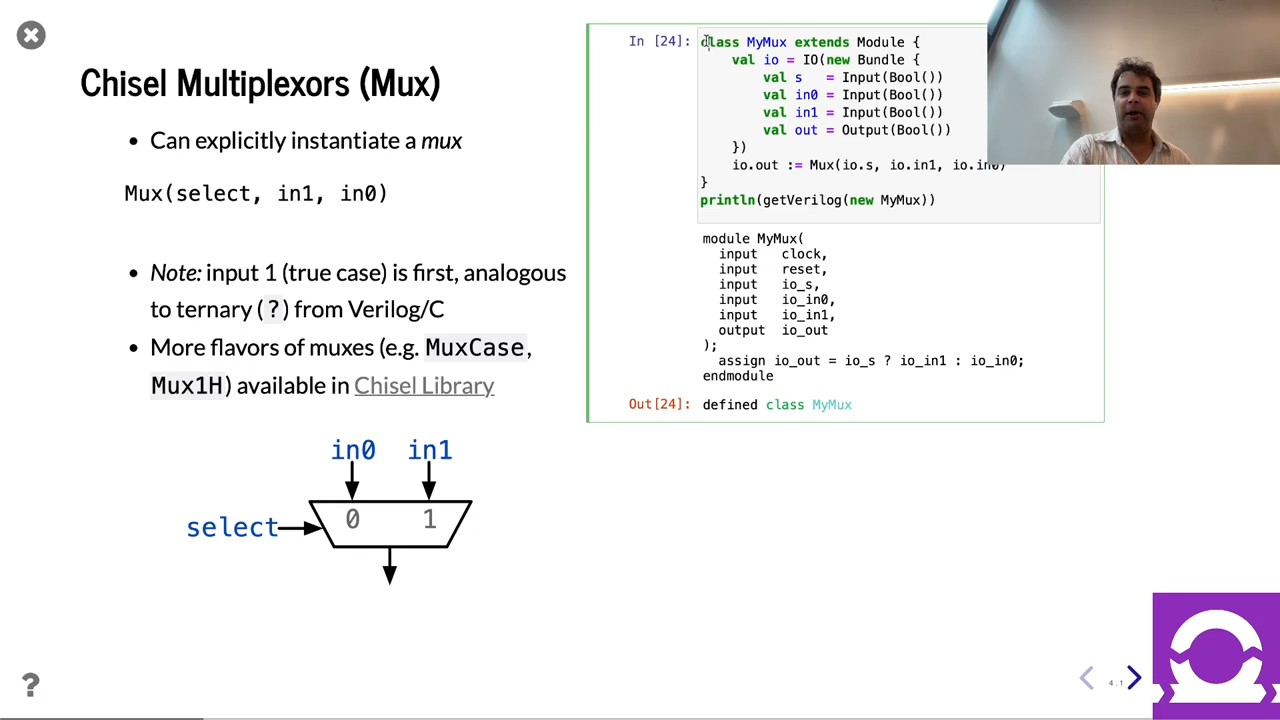 Chisel Multiplexors (Mux)
Can explicitly instantiate a mux
Mux(select, in1, in0)
Note: input 1 (true case) is first, analogous
to ternary (?) from Verilog/C
More flavors of muxes (e.g. MuxCase,
Mux1H) available in Chisel Library
in0 in1
select
0 1
In [24]:
class MyMux extends Module {
val io = IO(new Bundle {
val s = Input(Bool())
val in0 = Input(Bool())
val in1 = Input(Bool())
val out = Output(Bool())
})
io.out := Mux(io.s, io.in1, io.in0)
}
println(getVerilog(new MyMux))
module MyMux(
input clock,
input reset,
input io_s,
input io_in0,
input io_in1,
output io_out
);
assign io_out = io_s ? io_in1 : io_in0;
endmodule
Out[24]: defined class MyMux
?
4.1